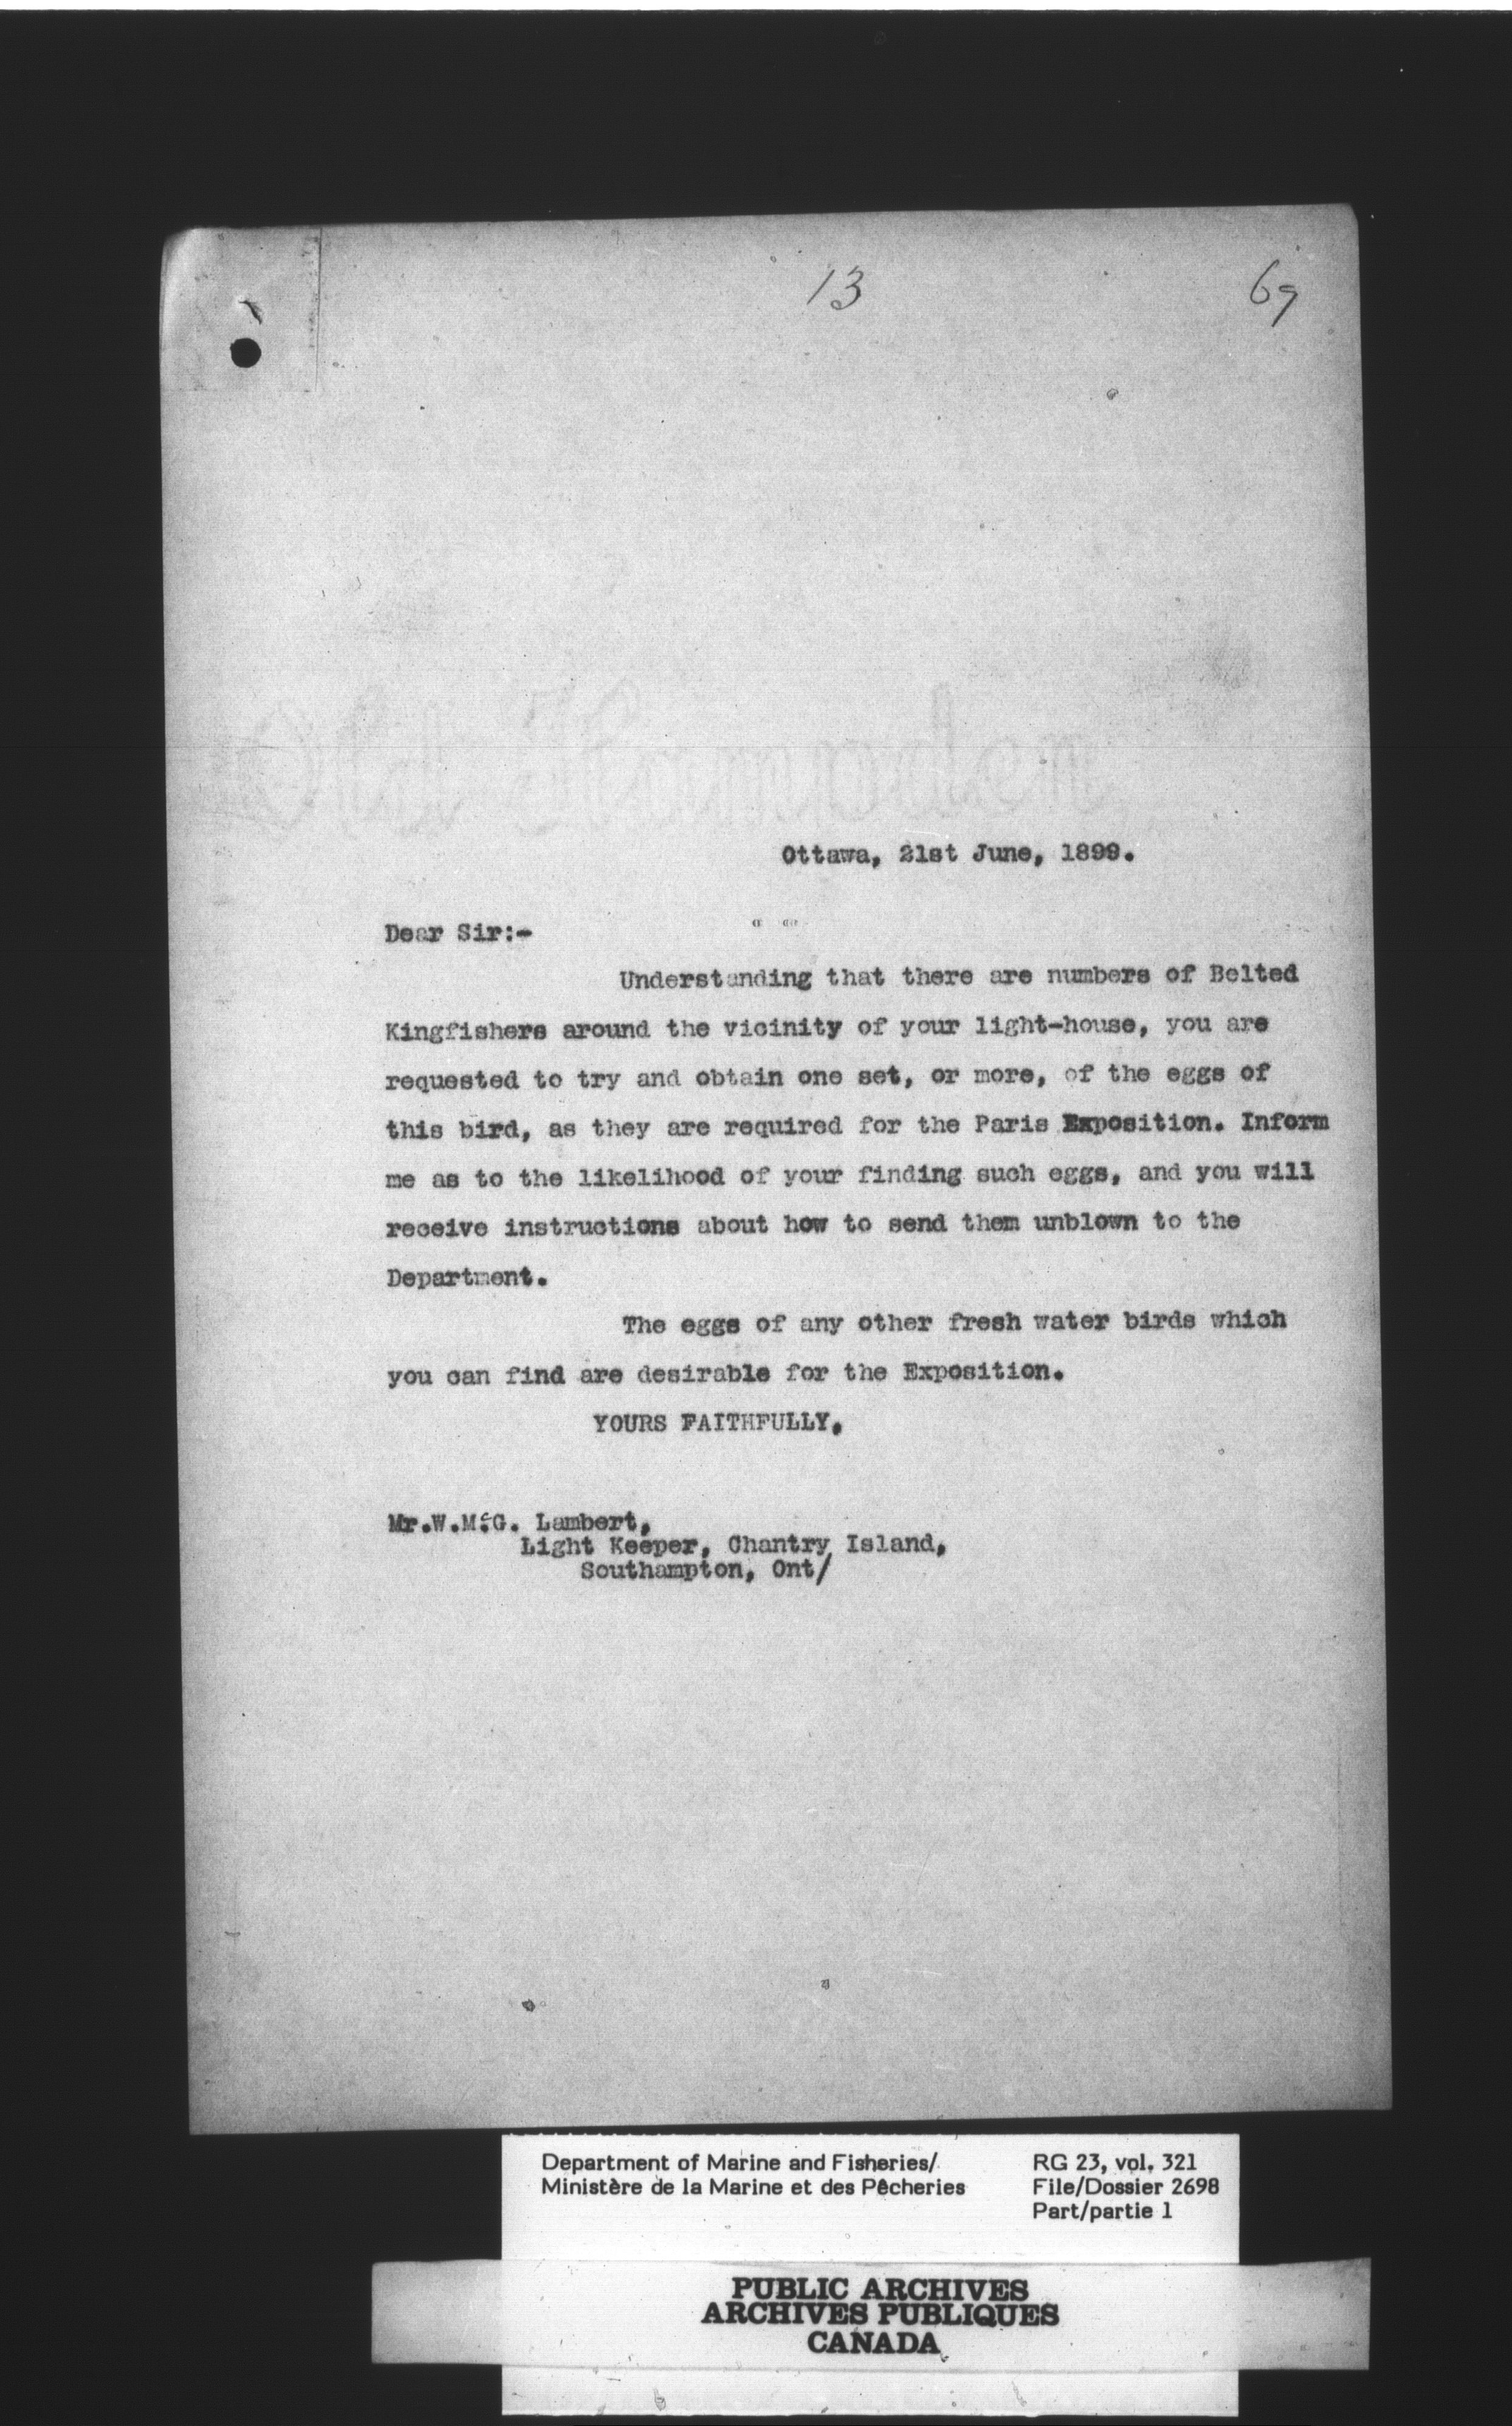 13
69
Ottawa, 21st June, 1899.
Dear Sir:-
Understanding that there are numbers of Belted
Kingfishers around the vicinity of your light-house, you are
requested to try and obtain one set, or more, of the eggs of
this bird, as they are required for the Paris Exposition. Inform
me as to the likelihood of your finding such eggs, and you will
receive instructions about how to send them unblown to the
Department.
The eggs of any other fresh water birds which
you can find are desirable for the Exposition.
YOURS FAITHFULLY,
Mr.W.McG. Lambert,
Light Keeper, Chantry Island,
Southampton, Ont/
Department of Marine and Fisheries/
Ministère de la Marine et des Pêcheries
RG 23, vol. 321
File/Dossier 2698
Part/partie 1
PUBLIC ARCHIVES
ARCHIVES PUBLIQUES
CANADA